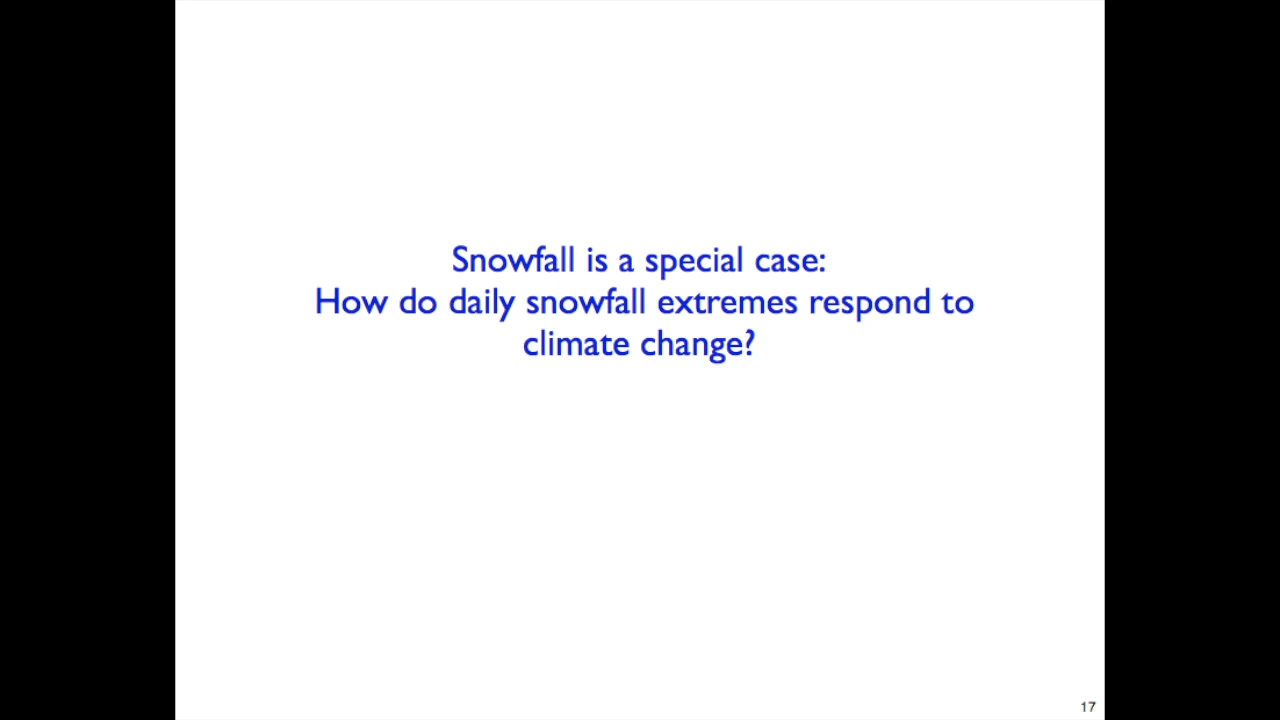 Snowfall is a special case:
How do daily snowfall extremes respond to
climate change?
17